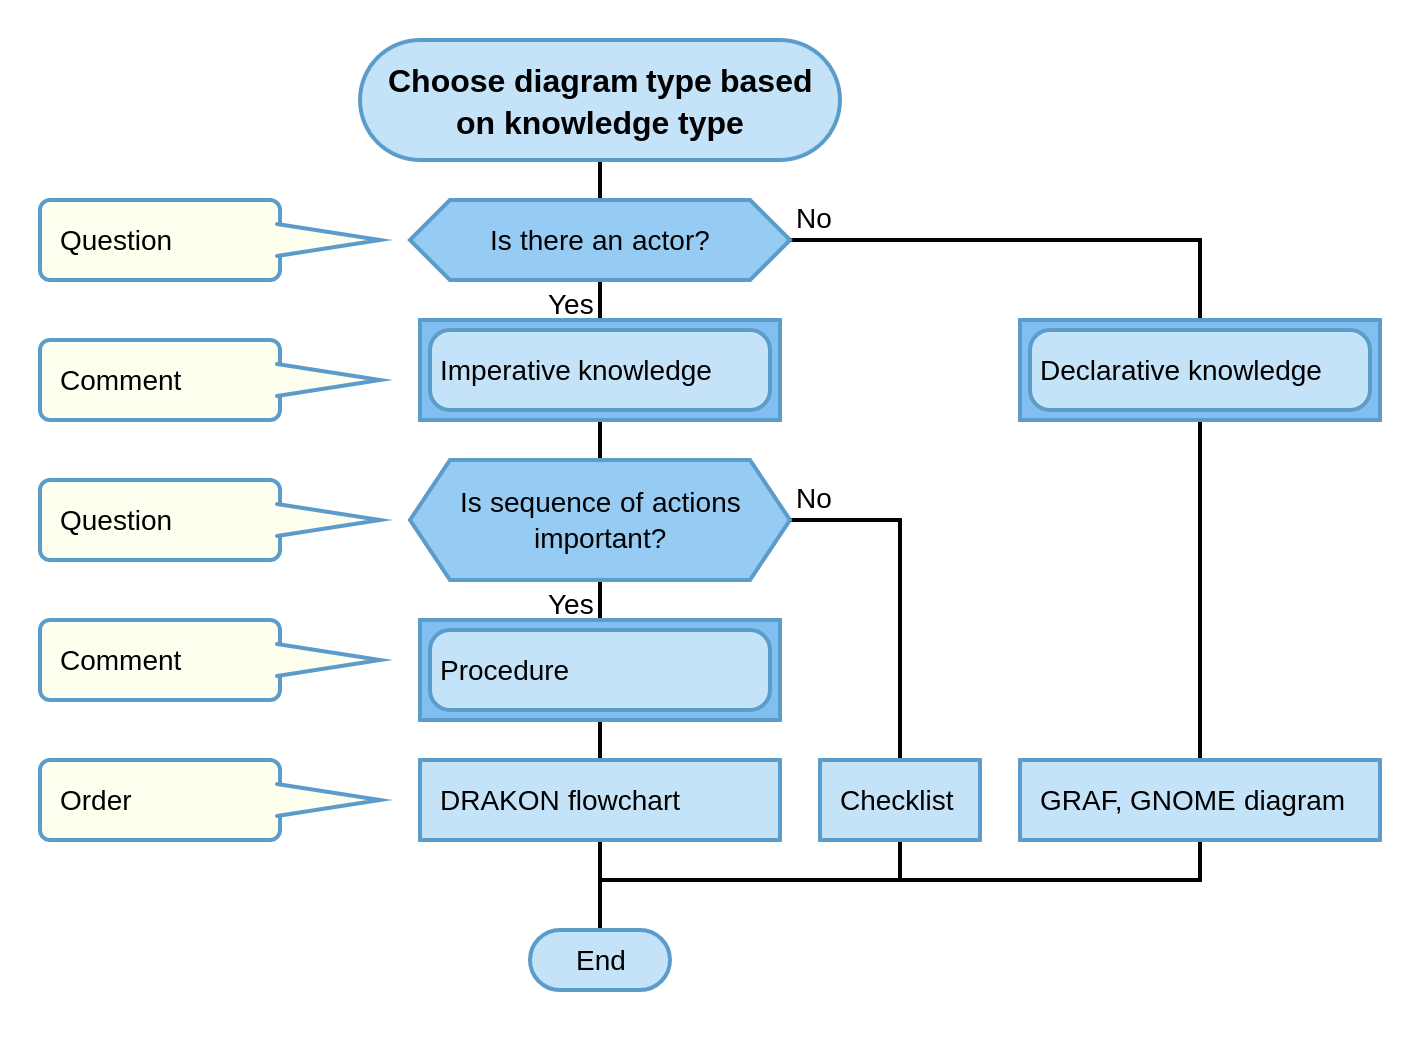 Choose diagram type based
on knowledge type
Question
Is there an actor?
No
Yes
Comment
Imperative knowledge
Declarative knowledge
Question
Is sequence of actions
important?
No
Yes
Comment
Procedure
Order
DRAKON flowchart
Checklist
GRAF, GNOME diagram
End